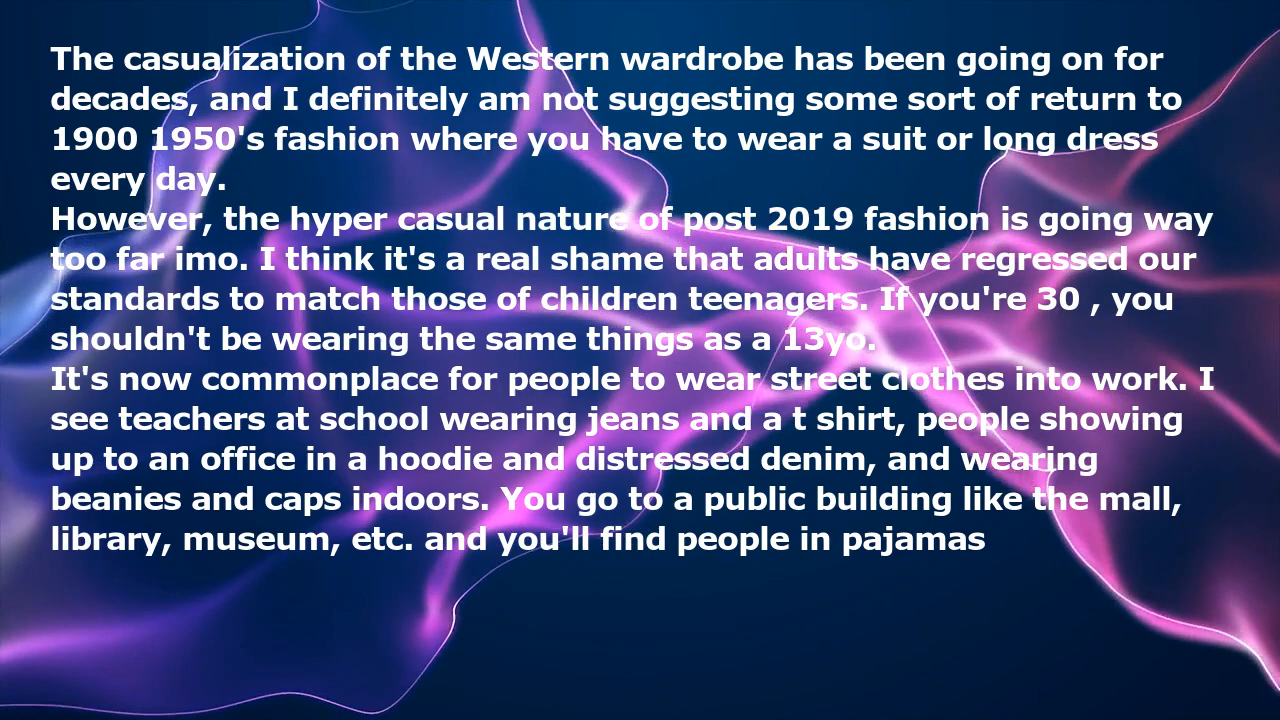 The casualization of the Western wardrobe has been going on for
decades, and I definitely am not suggesting some sort of return to
1900 1950's fashion where you have to wear a suit or long dress
every day.
However, the hyper casual nature of post 2019 fashion is going way
too far imo. I think it's a real shame that adults have regressed our
standards to match those of children teenagers. If you're 30 , you
shouldn't be wearing the same things as a 13yo.
It's now commonplace for people to wear street clothes into work. I
see teachers at school wearing jeans and a t shirt, people showing
up to an office in a hoodie and distressed denim, and wearing
beanies and caps indoors. You go to a public building like the mall,
library, museum, etc. and you'll find people in pajamas